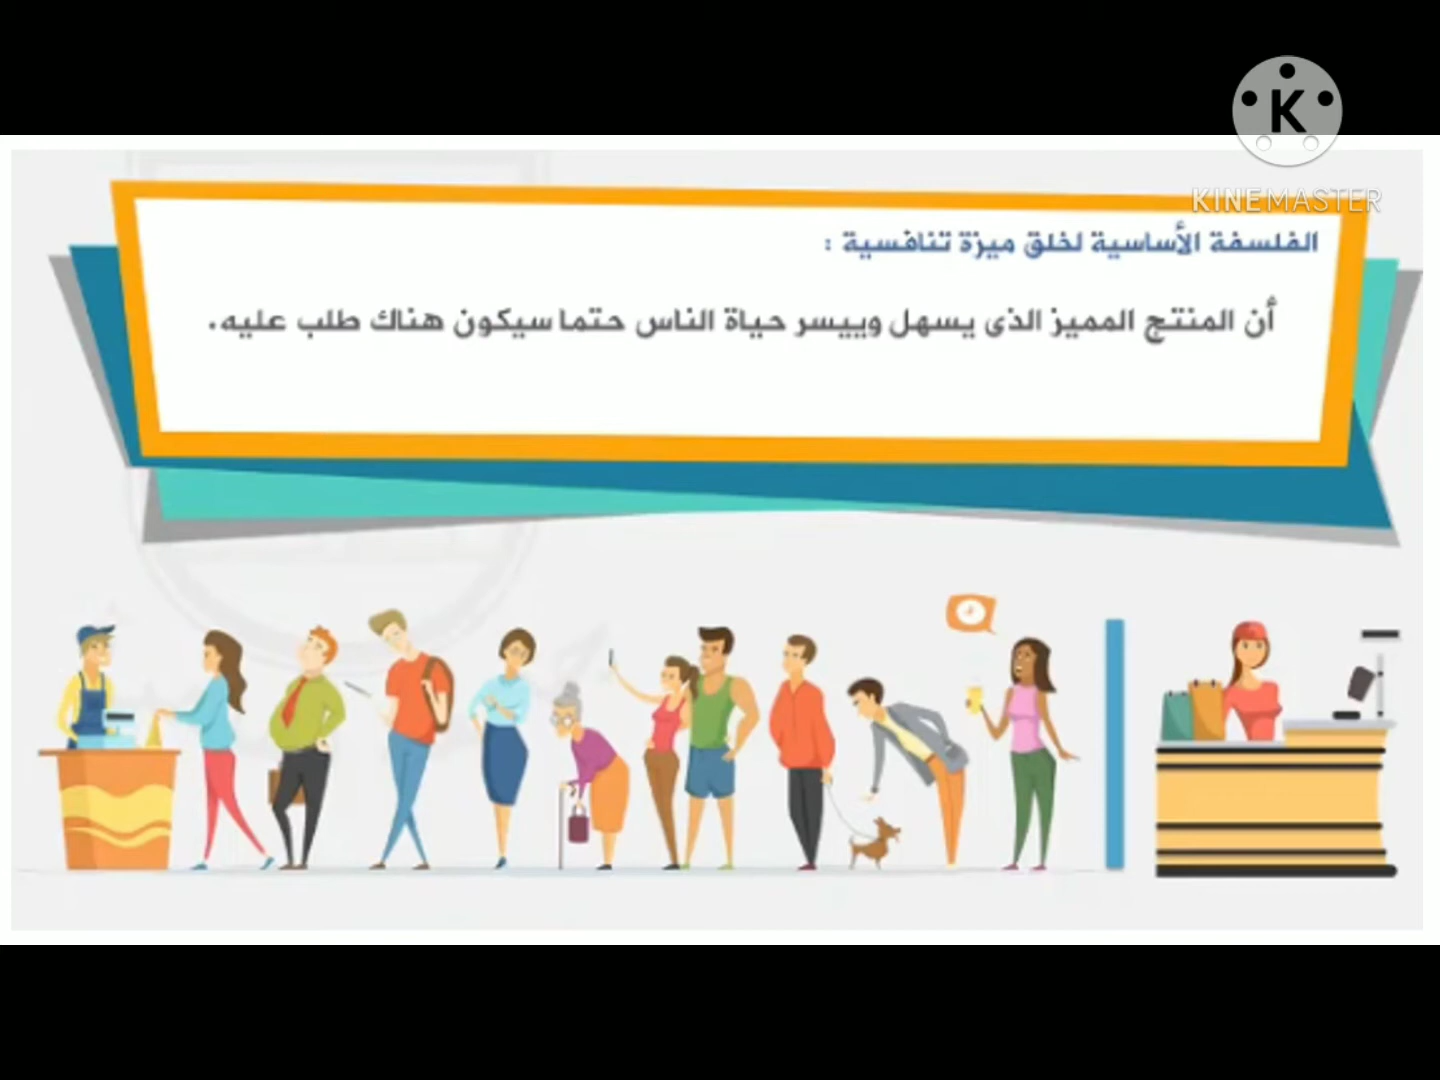 K
KINEMASTER
الفلسفة الأساسية لخلق ميزة تنافسية :
أن المنتج المميز الذى يسهل وييسر حياة الناس حتما سيكون هناك طلب عليه.